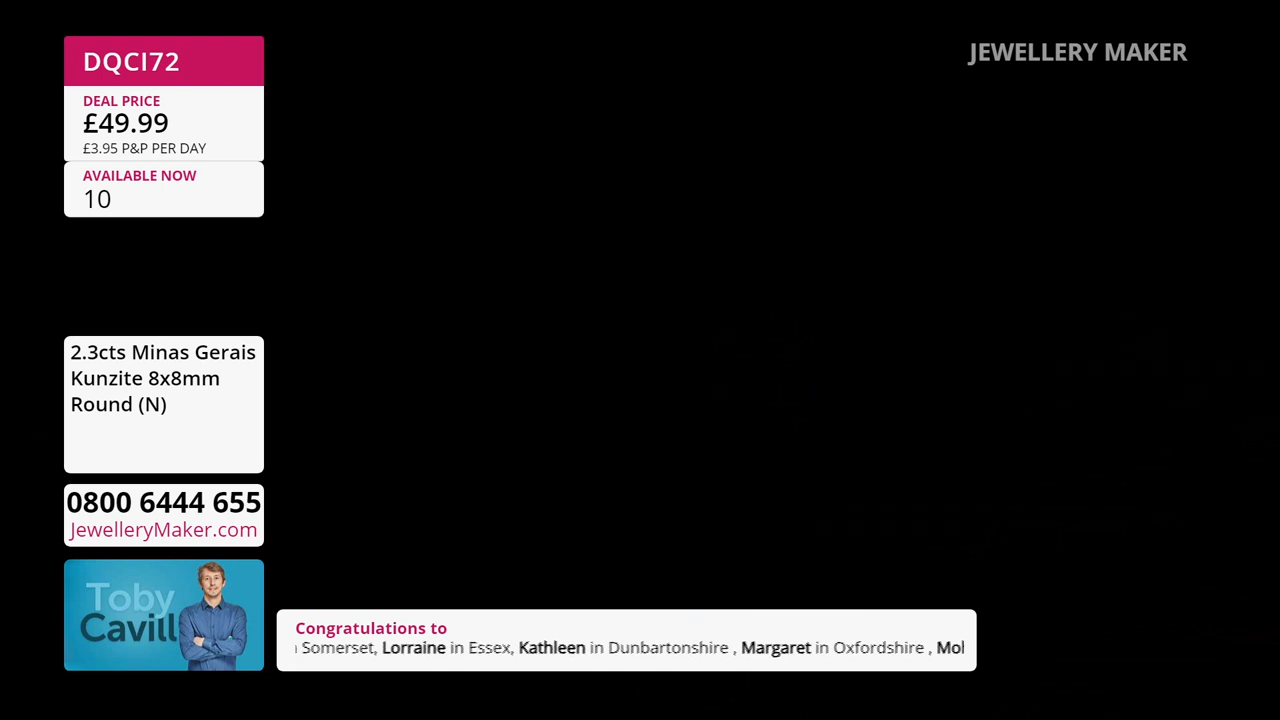 DQCI72
DEAL PRICE
£49.99
£3.95 P&P PER DAY
AVAILABLE NOW
10
JEWELLERY MAKER
2.3cts Minas Gerais
Kunzite 8x8mm
Round (N)
0800 6444 655
JewelleryMaker.com
Toby
Cavill
Congratulations to
Somerset, Lorraine in Essex, Kathleen in Dunbartonshire , Margaret in Oxfordshire ,